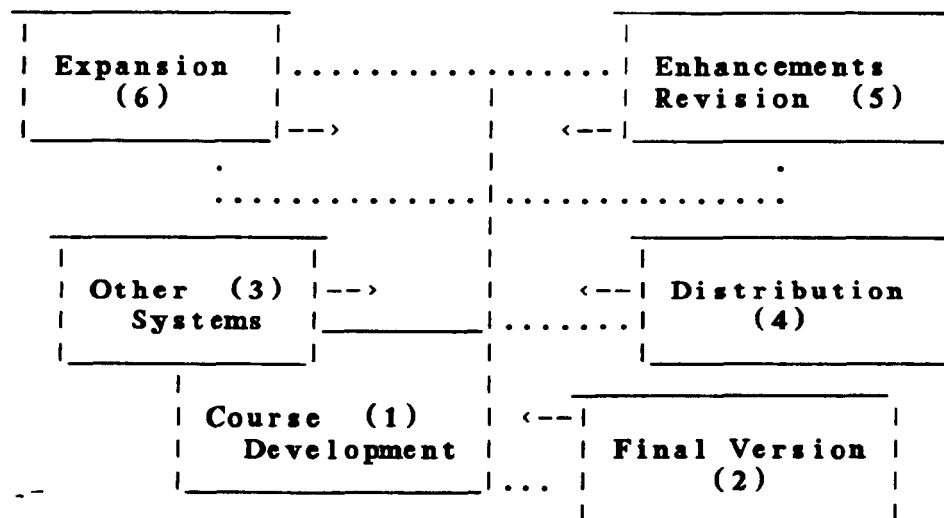 Expansion
(6)
Enhancements
Revision (5)
Other (3)
Systems
Distribution
(4)
Course (1)
Development
Final Version
(2)